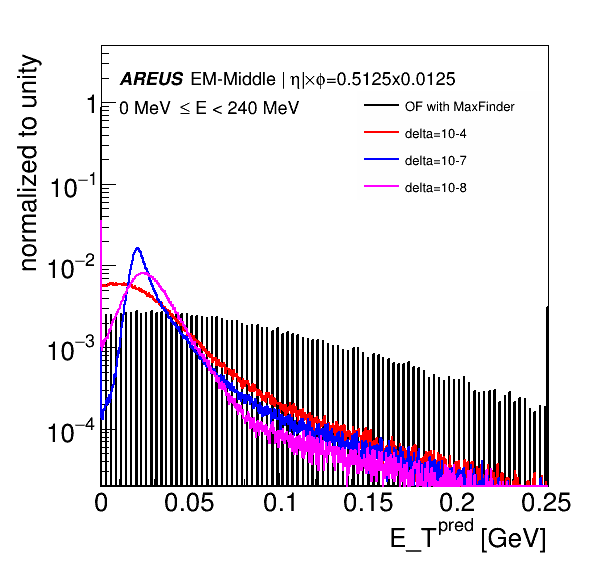 AREUS EM-Middle | η|×ϕ=0.5125x0.0125
0 MeV ≤ E < 240 MeV
OF with MaxFinder
delta=10-4
delta=10-7
delta=10-8
normalized to unity
1
10⁻¹
10⁻²
10⁻³
10⁻⁴
0 0.05 0.1 0.15 0.2 0.25
E_T^pred [GeV]